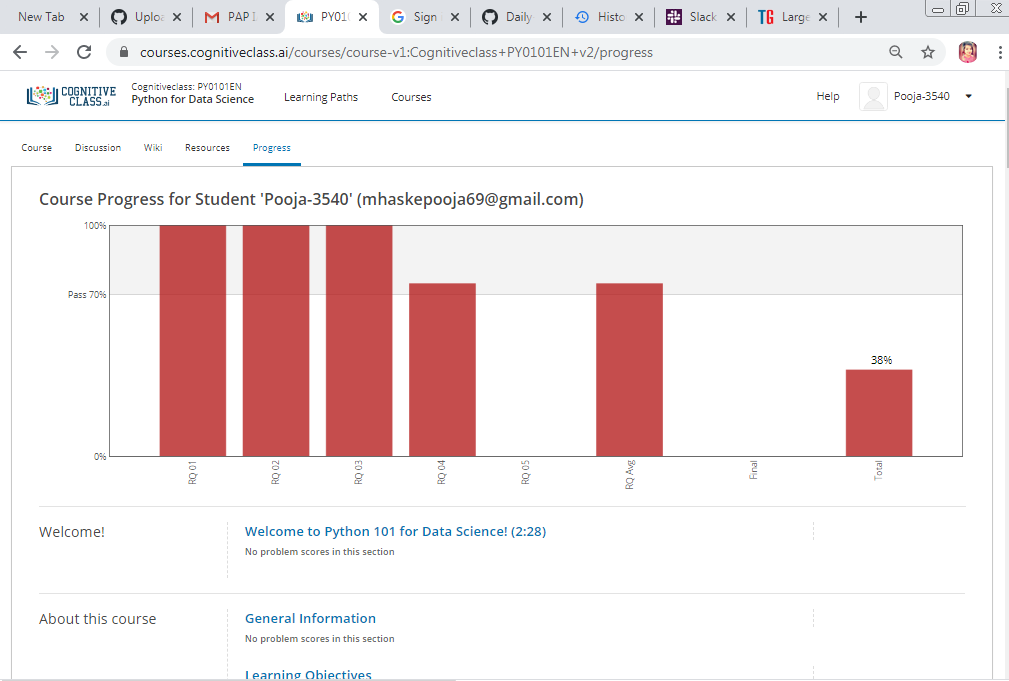 New Tab
Uploa
PAP I
PY01
Sign
Daily
Histo
Slack
Large
courses.cognitiveclass.ai/courses/course-v1:Cognitiveclass+PY0101EN+v2/progress
COGNITIVE
CLASS.ai
Cognitiveclass: PY0101EN
Python for Data Science
Learning Paths
Courses
Help
Pooja-3540
Course
Discussion
Wiki
Resources
Progress
Course Progress for Student 'Pooja-3540' (mhaskepooja69@gmail.com)
100%
Pass 70%
0%
38%
RQ 01
RQ 02
RQ 03
RQ 04
RQ 05
RQ Avg
Final
Total
Welcome!
Welcome to Python 101 for Data Science! (2:28)
No problem scores in this section
About this course
General Information
No problem scores in this section
Learning Objectives